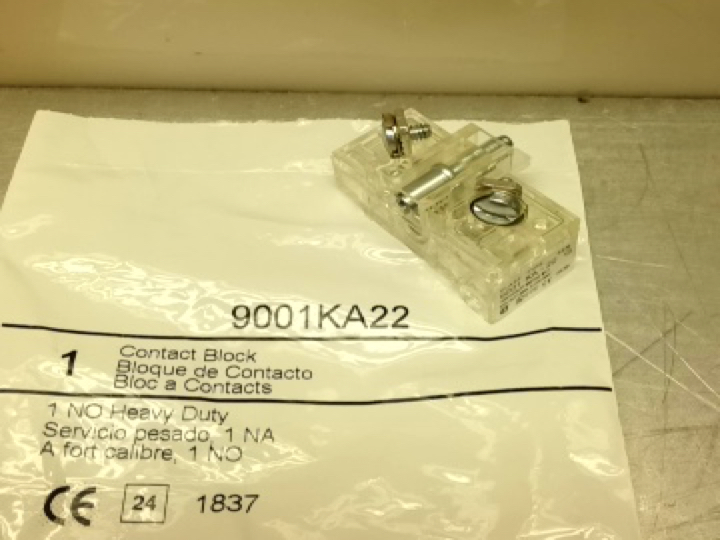 9001KA22
1
Contact Block
Bloque de Contacto
Bloc a Contacts
1 NO Heavy Duty
Servicio pesado, 1 NA
A fort calibre, 1 NO
CE 24 1837